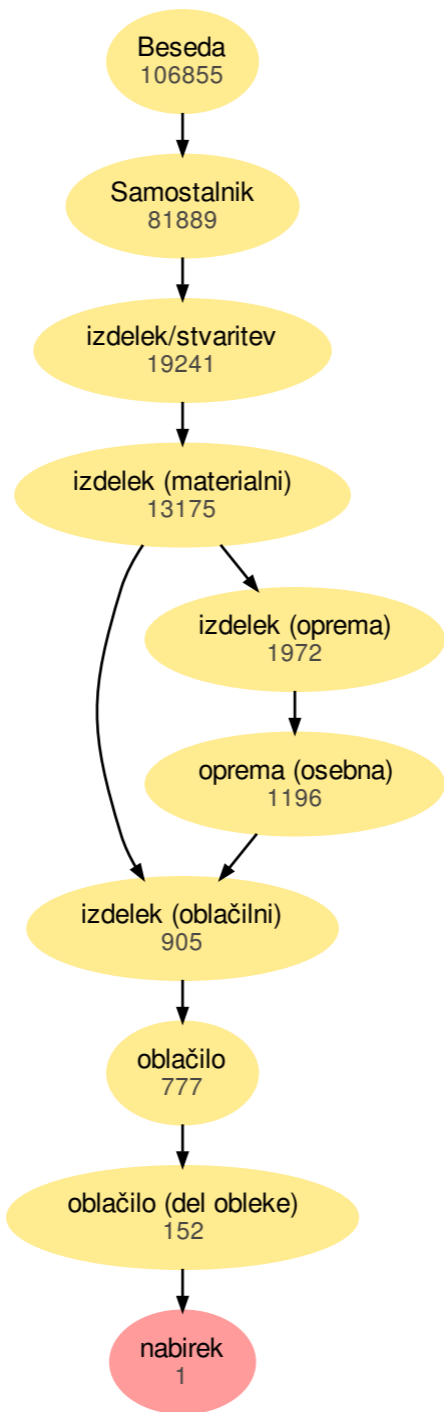 Beseda
106855
Samostalnik
81889
izdelek/stvaritev
19241
izdelek (materialni)
13175
izdelek (oprema)
1972
oprema (osebna)
1196
izdelek (oblačilni)
905
oblačilo
777
oblačilo (del obleke)
152
nabirek
1